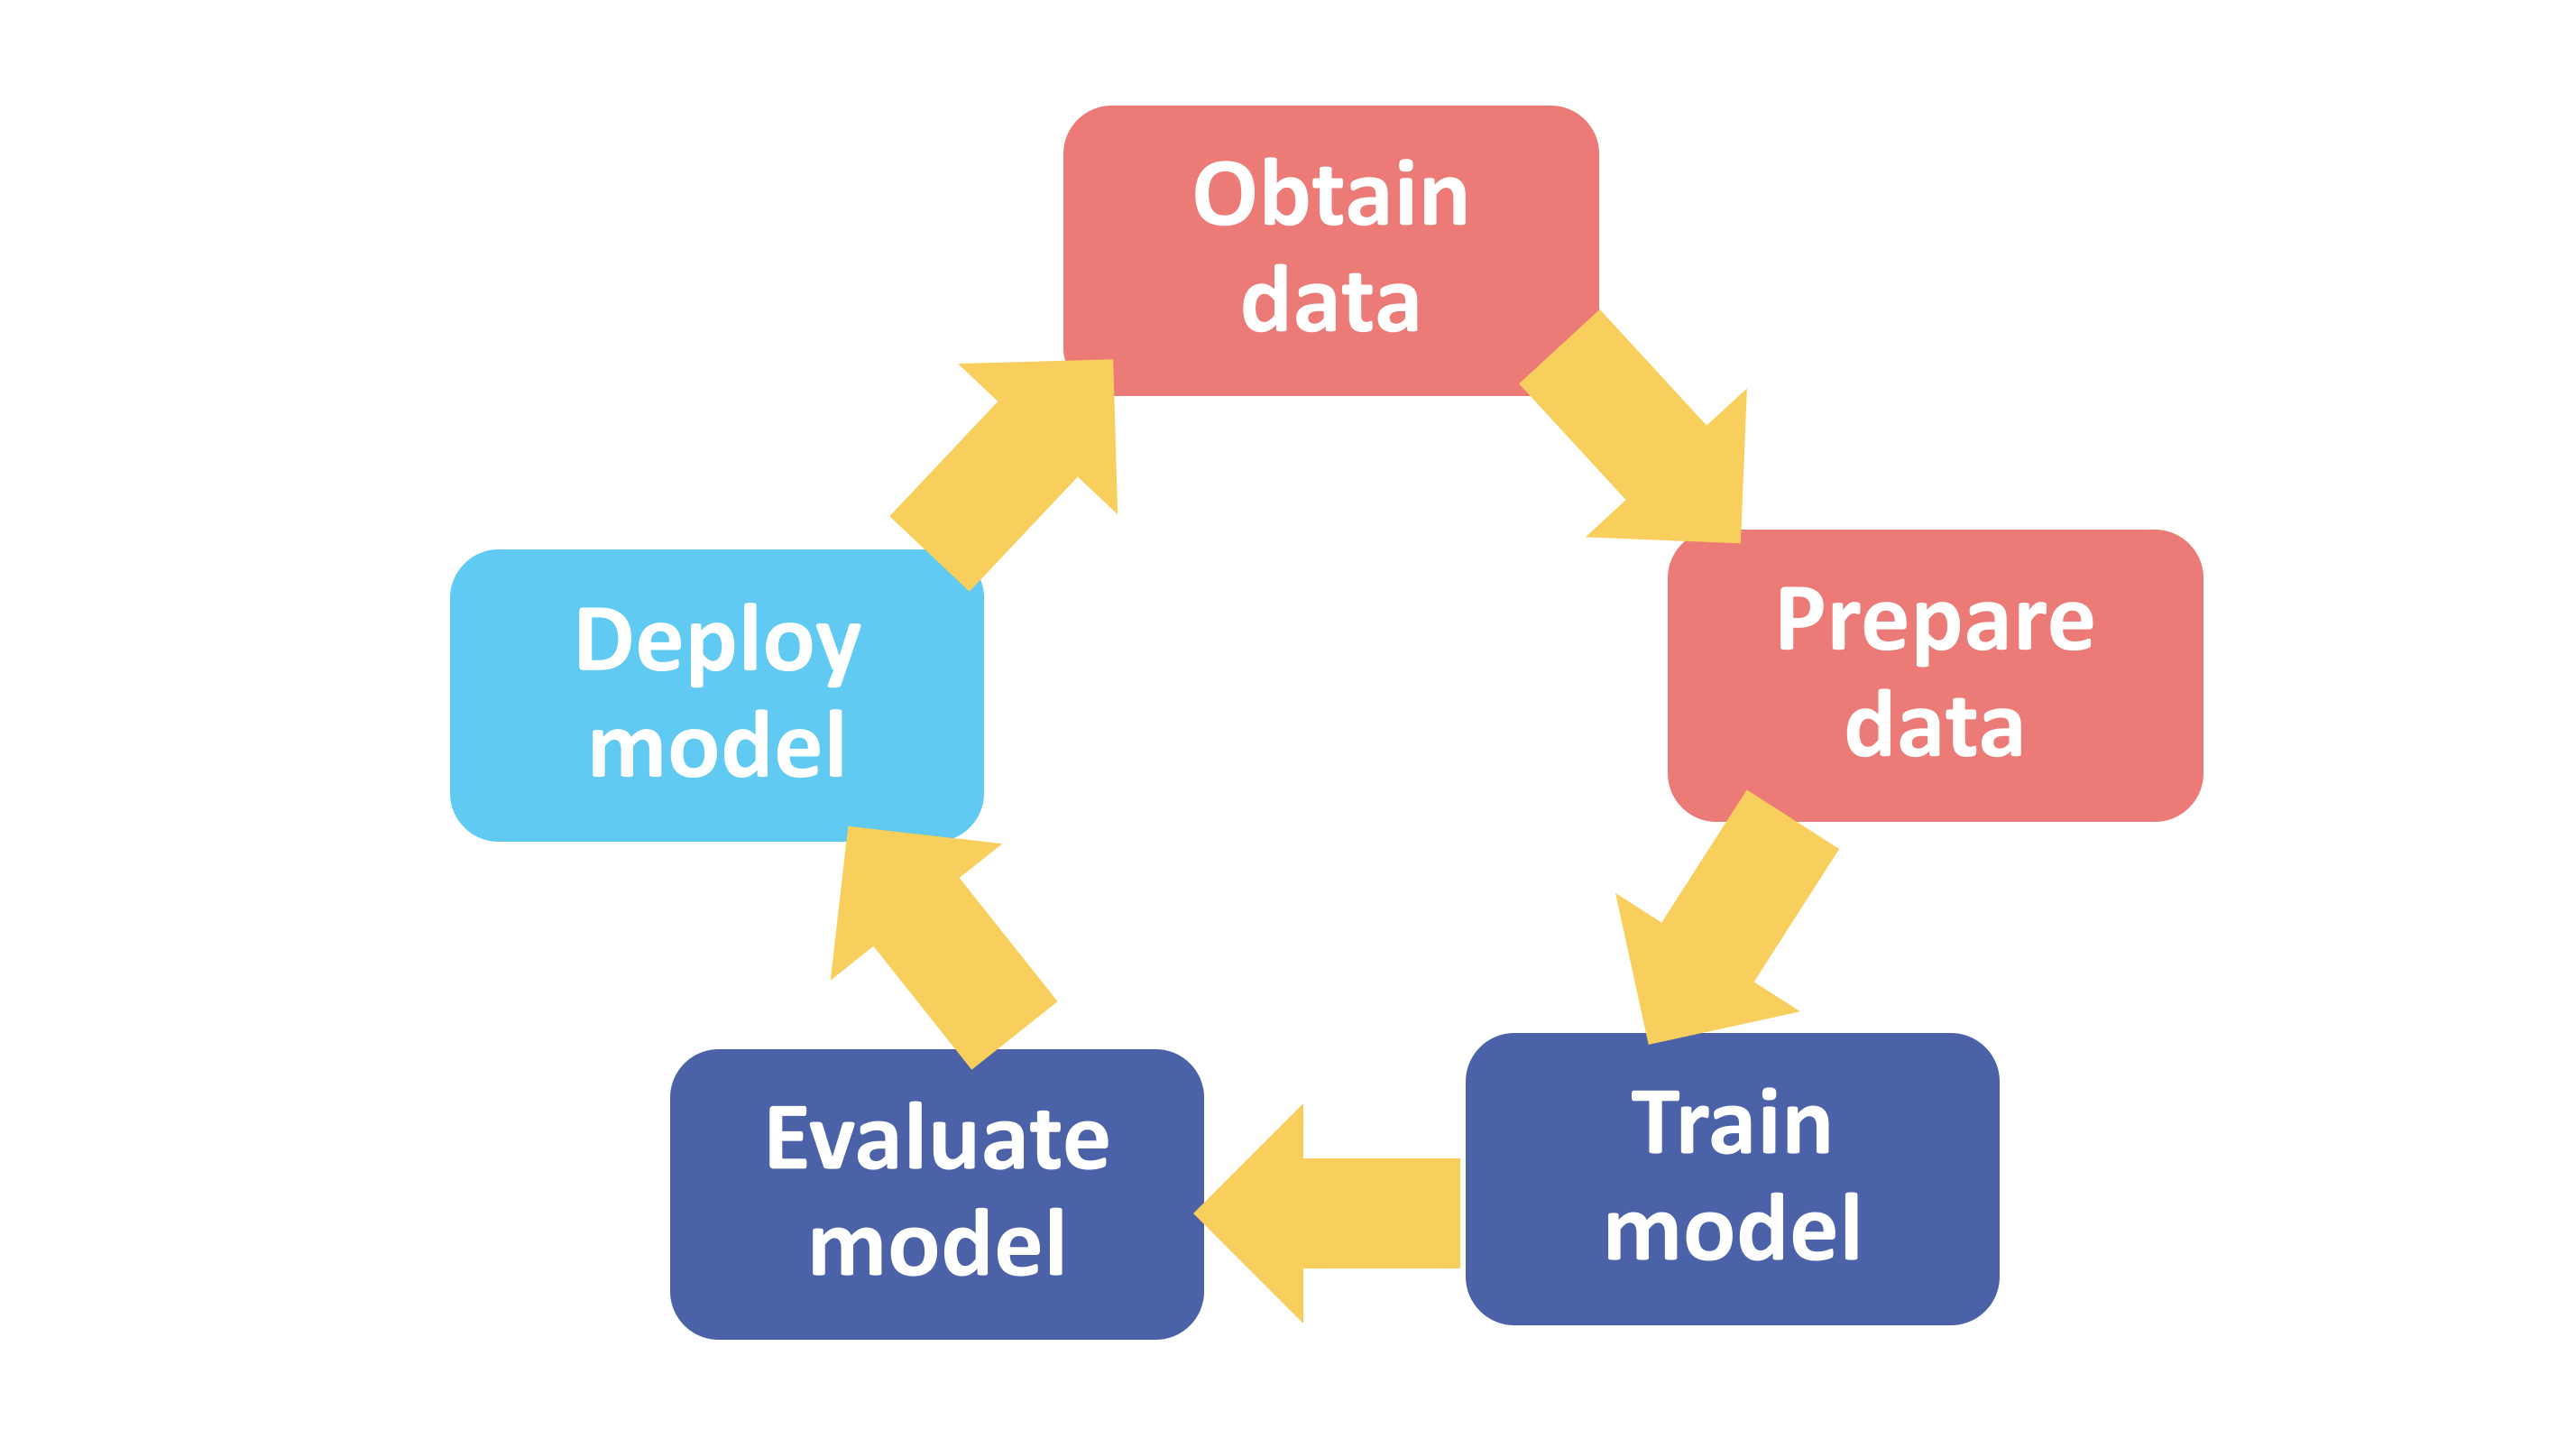 Obtain
data
Prepare
data
Train
model
Evaluate
model
Deploy
model